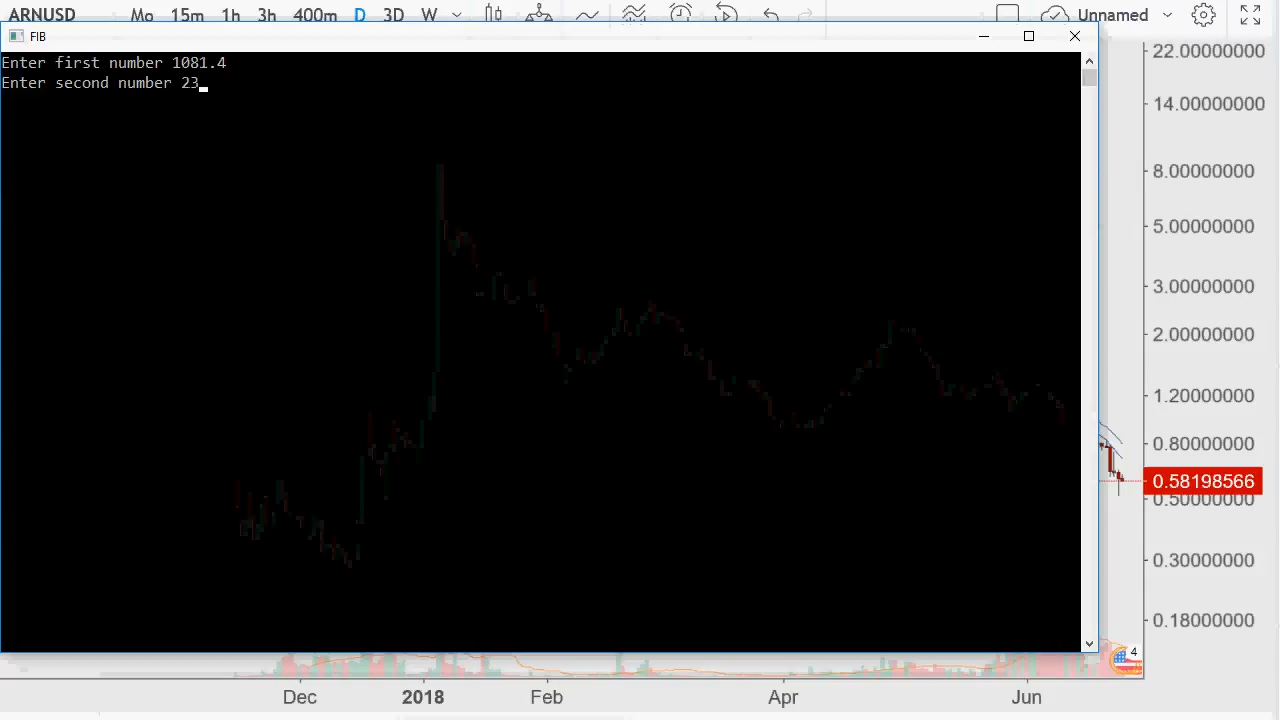 ARNUSD Mo 15m 1h 3h 400m D 3D W Unnamed
FIB
Enter first number 1081.4
Enter second number 23
22.00000000
14.00000000
8.00000000
5.00000000
3.00000000
2.00000000
1.20000000
0.80000000
0.58198566
0.50000000
0.30000000
0.18000000
4
Dec 2018 Feb Apr Jun